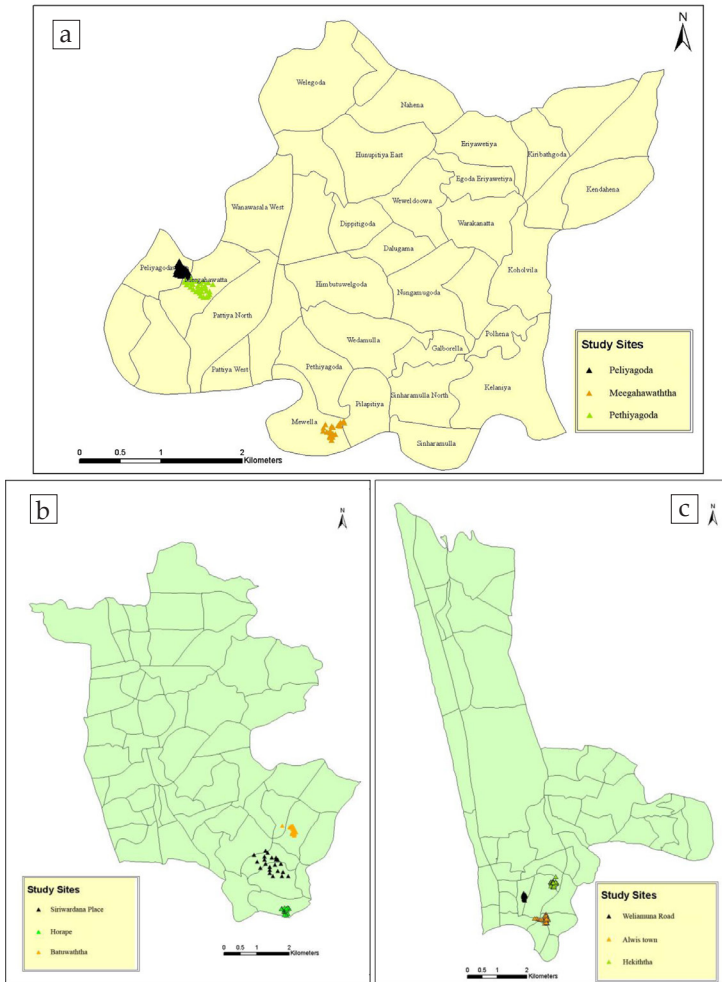 a
N
Welegoda
Nahena
Hunupitiya East
Eriyawetiya
Kiribathgoda
Egoda Eriyawetiya
Kendahena
Wanawasala West
Weweldoowa
Dippitigoda
Warakanatta
Dalugama
Peliyagoda
Koholvila
Himbutuwelgoda
Nungamugoda
Pattiya North
Polhena
Wedamulla
Galborella
Pattiya West
Pethiyagoda
Sinharamulla North
Kelaniya
Pilapitiya
Mewella
Sinharamulla
Study Sites
Peliyagoda
Meegahawaththa
Pethiyagoda
0 0.5 1 2
Kilometers
b
N
Study Sites
Siriwardana Place
Horape
Batuwaththa
0 0.5 1 2
Kilometers
c
N
Study Sites
Weliamuna Road
Alwis town
Hekiththa
0 0.5 1 2
Kilometers